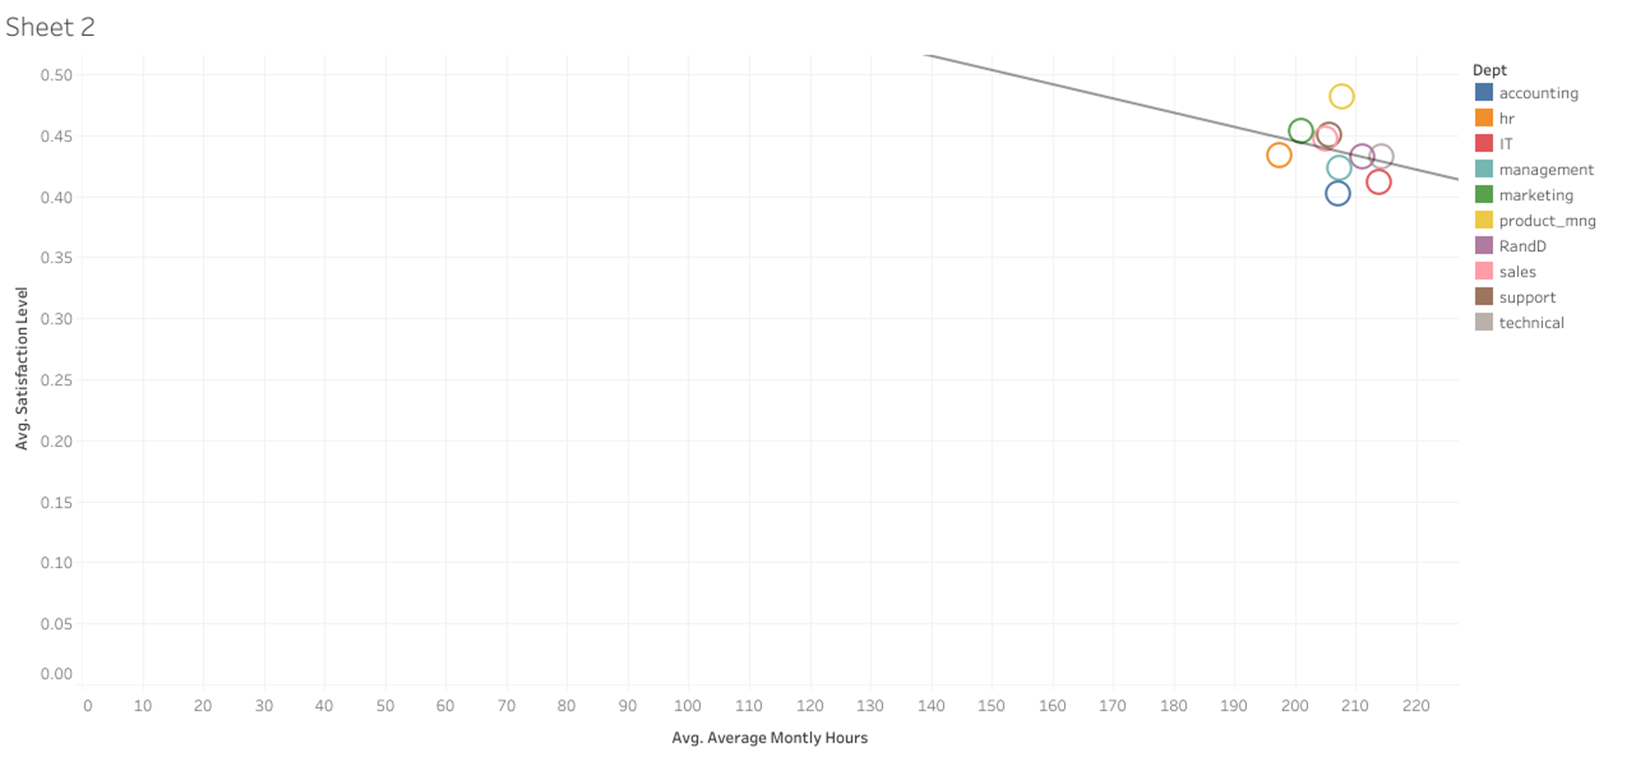 Sheet 2
0.50
0.45
0.40
0.35
0.30
0.25
0.20
0.15
0.10
0.05
0.00
Avg. Satisfaction Level
0 10 20 30 40 50 60 70 80 90 100 110 120 130 140 150 160 170 180 190 200 210 220
Avg. Average Montly Hours
Dept
accounting
hr
IT
management
marketing
product_mng
RandD
sales
support
technical